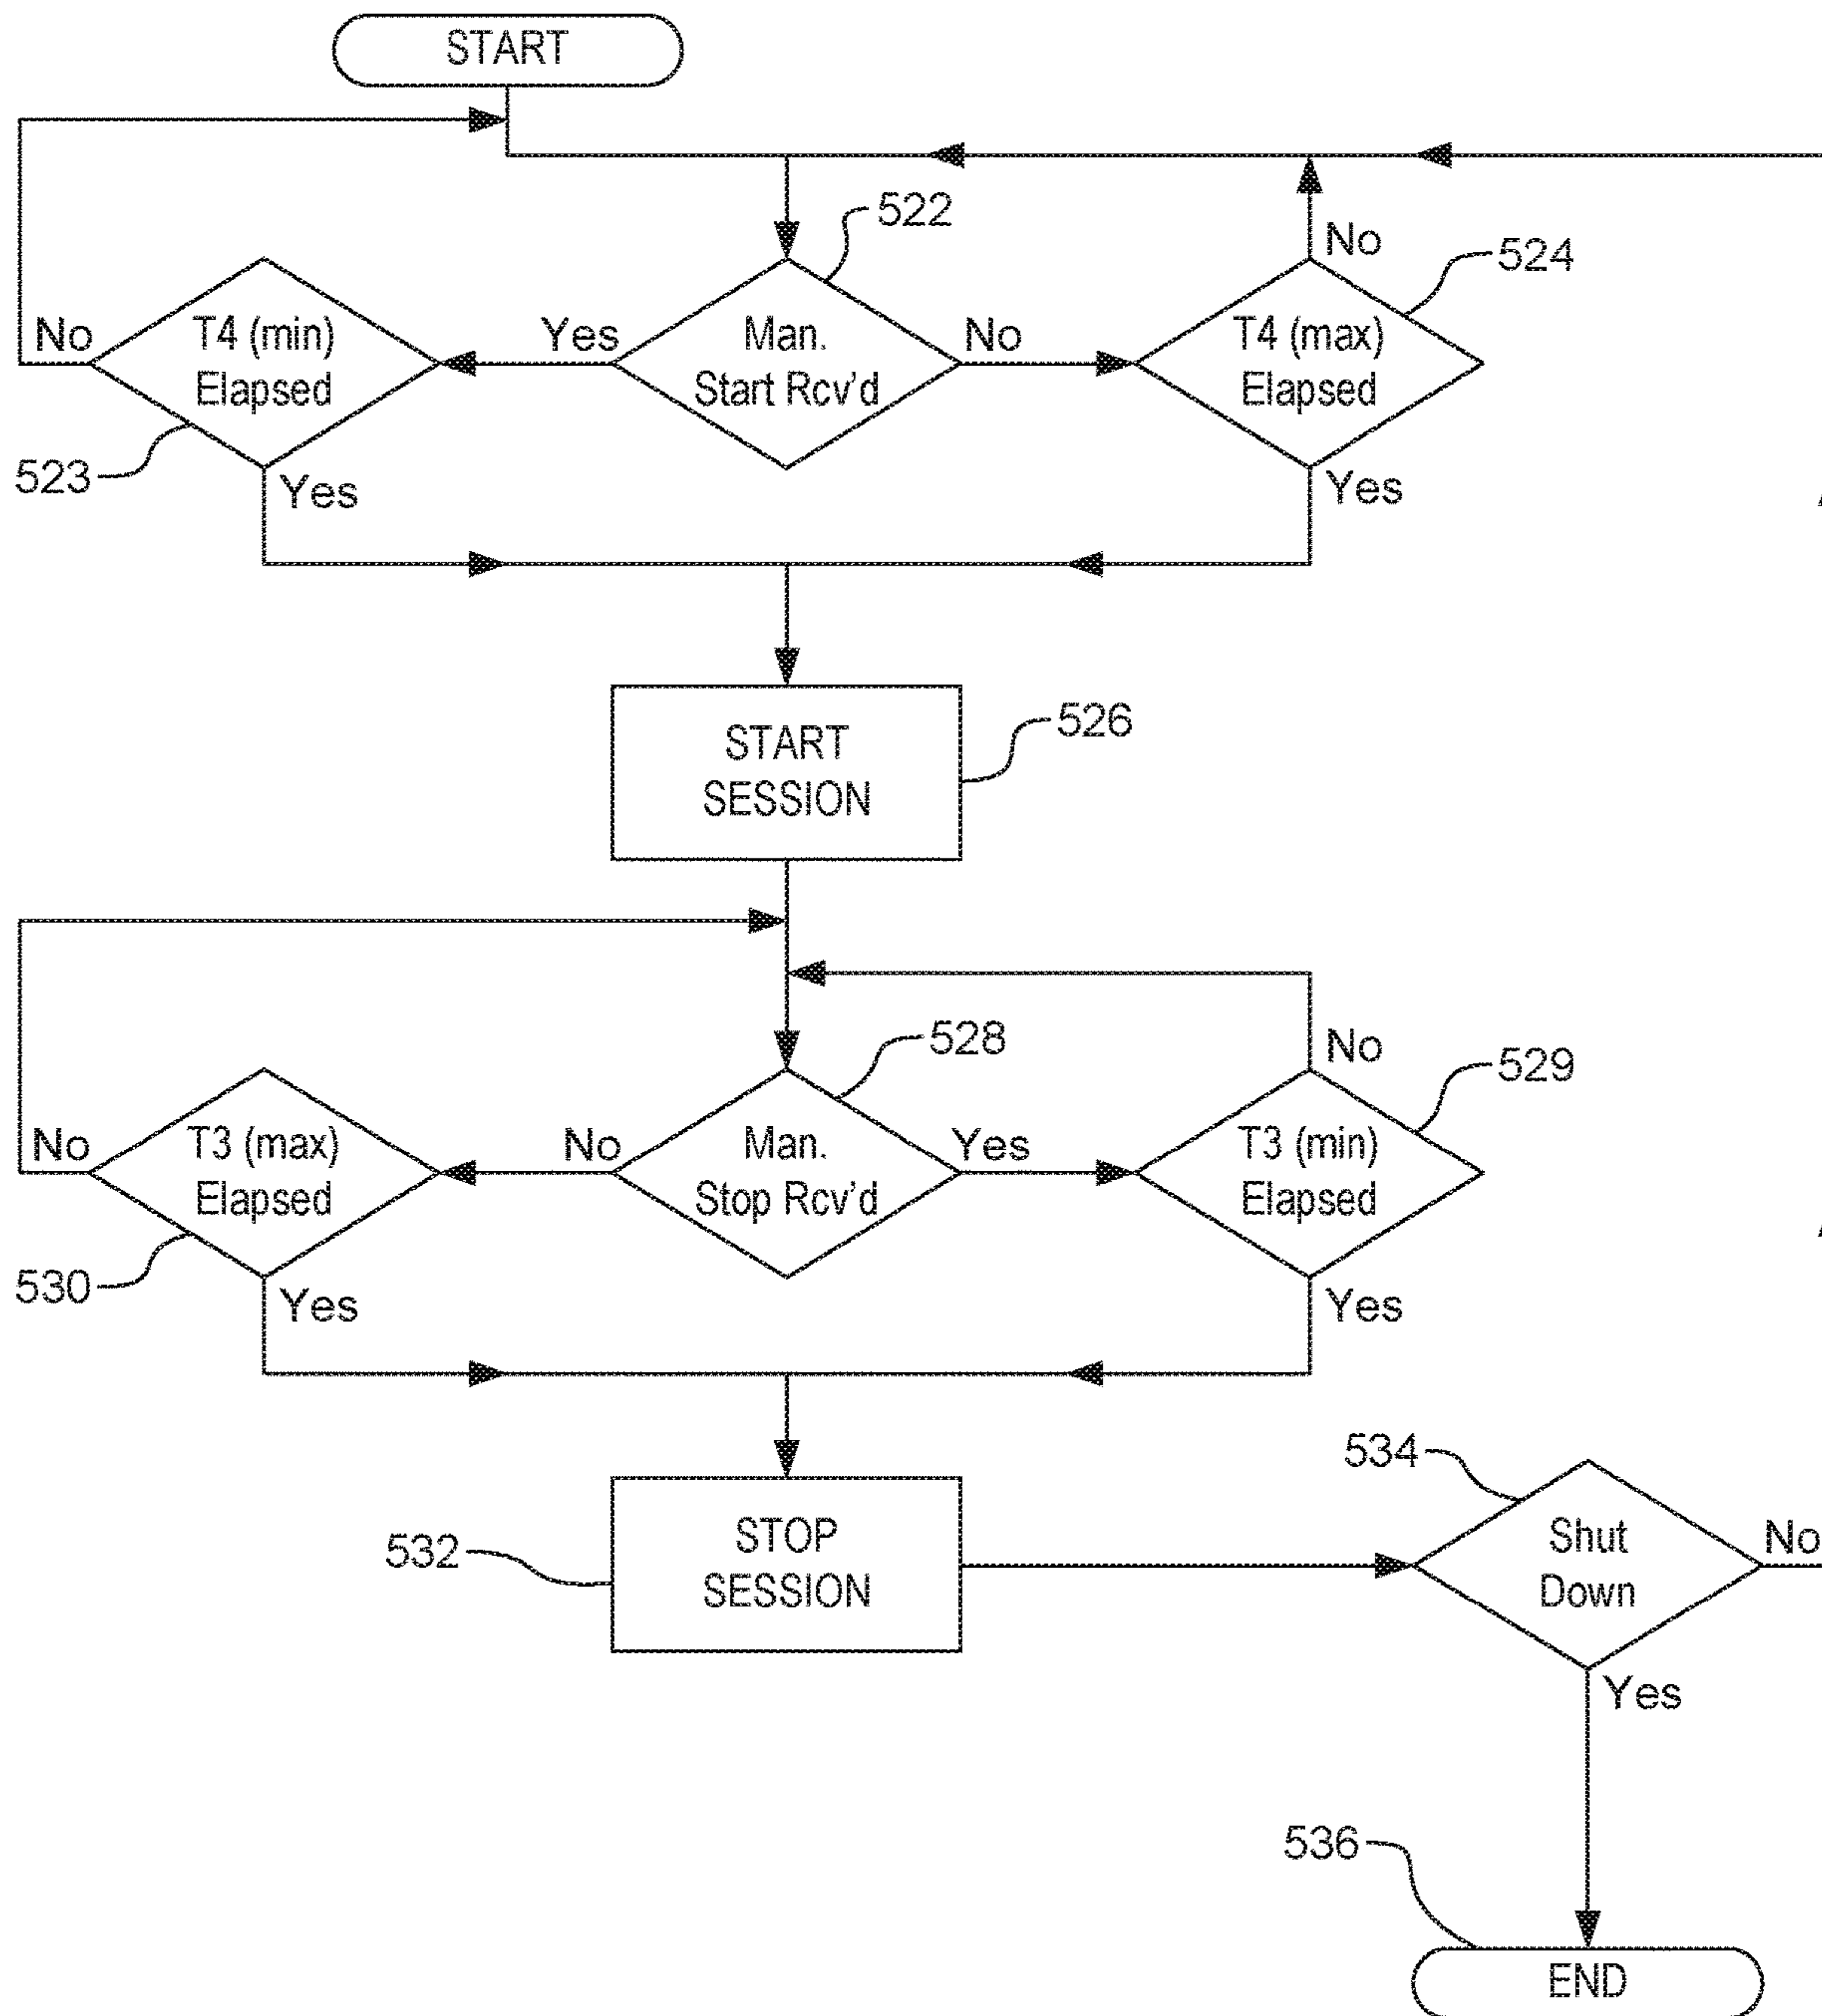 START
522
No
524
No
T4 (min)
Elapsed
Yes
Man.
Start Rcv'd
No
T4 (max)
Elapsed
523
Yes
Yes
START
SESSION
526
528
No
529
No
T3 (max)
Elapsed
No
Man.
Stop Rcv'd
Yes
T3 (min)
Elapsed
530
Yes
Yes
534
532
STOP
SESSION
Shut
Down
No
Yes
536
END